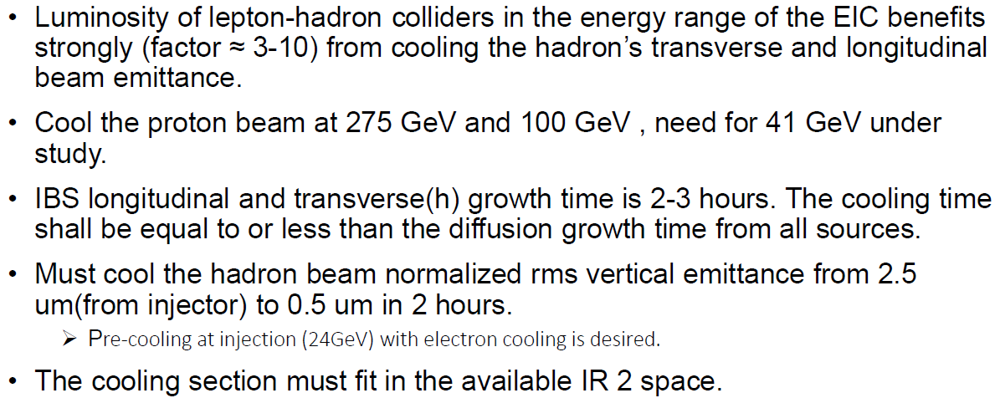 • Luminosity of lepton-hadron colliders in the energy range of the EIC benefits
strongly (factor ≈ 3-10) from cooling the hadron’s transverse and longitudinal
beam emittance.
• Cool the proton beam at 275 GeV and 100 GeV , need for 41 GeV under
study.
• IBS longitudinal and transverse(h) growth time is 2-3 hours. The cooling time
shall be equal to or less than the diffusion growth time from all sources.
• Must cool the hadron beam normalized rms vertical emittance from 2.5
um(from injector) to 0.5 um in 2 hours.
➢ Pre-cooling at injection (24GeV) with electron cooling is desired.
• The cooling section must fit in the available IR 2 space.